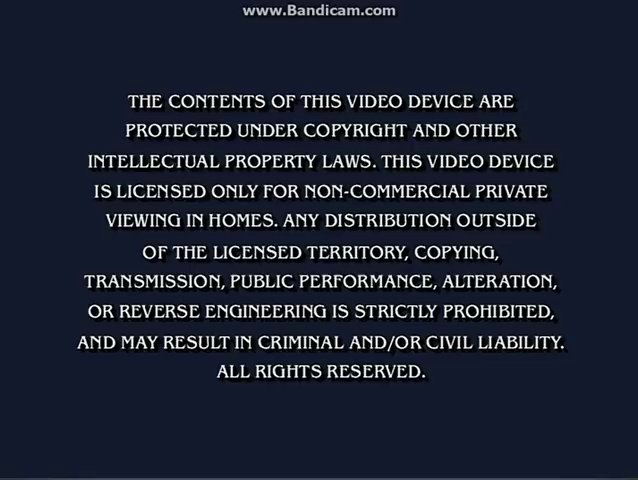 www.Bandicam.com
THE CONTENTS OF THIS VIDEO DEVICE ARE
PROTECTED UNDER COPYRIGHT AND OTHER
INTELLECTUAL PROPERTY LAWS. THIS VIDEO DEVICE
IS LICENSED ONLY FOR NON-COMMERCIAL PRIVATE
VIEWING IN HOMES. ANY DISTRIBUTION OUTSIDE
OF THE LICENSED TERRITORY, COPYING,
TRANSMISSION, PUBLIC PERFORMANCE, ALTERATION,
OR REVERSE ENGINEERING IS STRICTLY PROHIBITED,
AND MAY RESULT IN CRIMINAL AND/OR CIVIL LIABILITY.
ALL RIGHTS RESERVED.